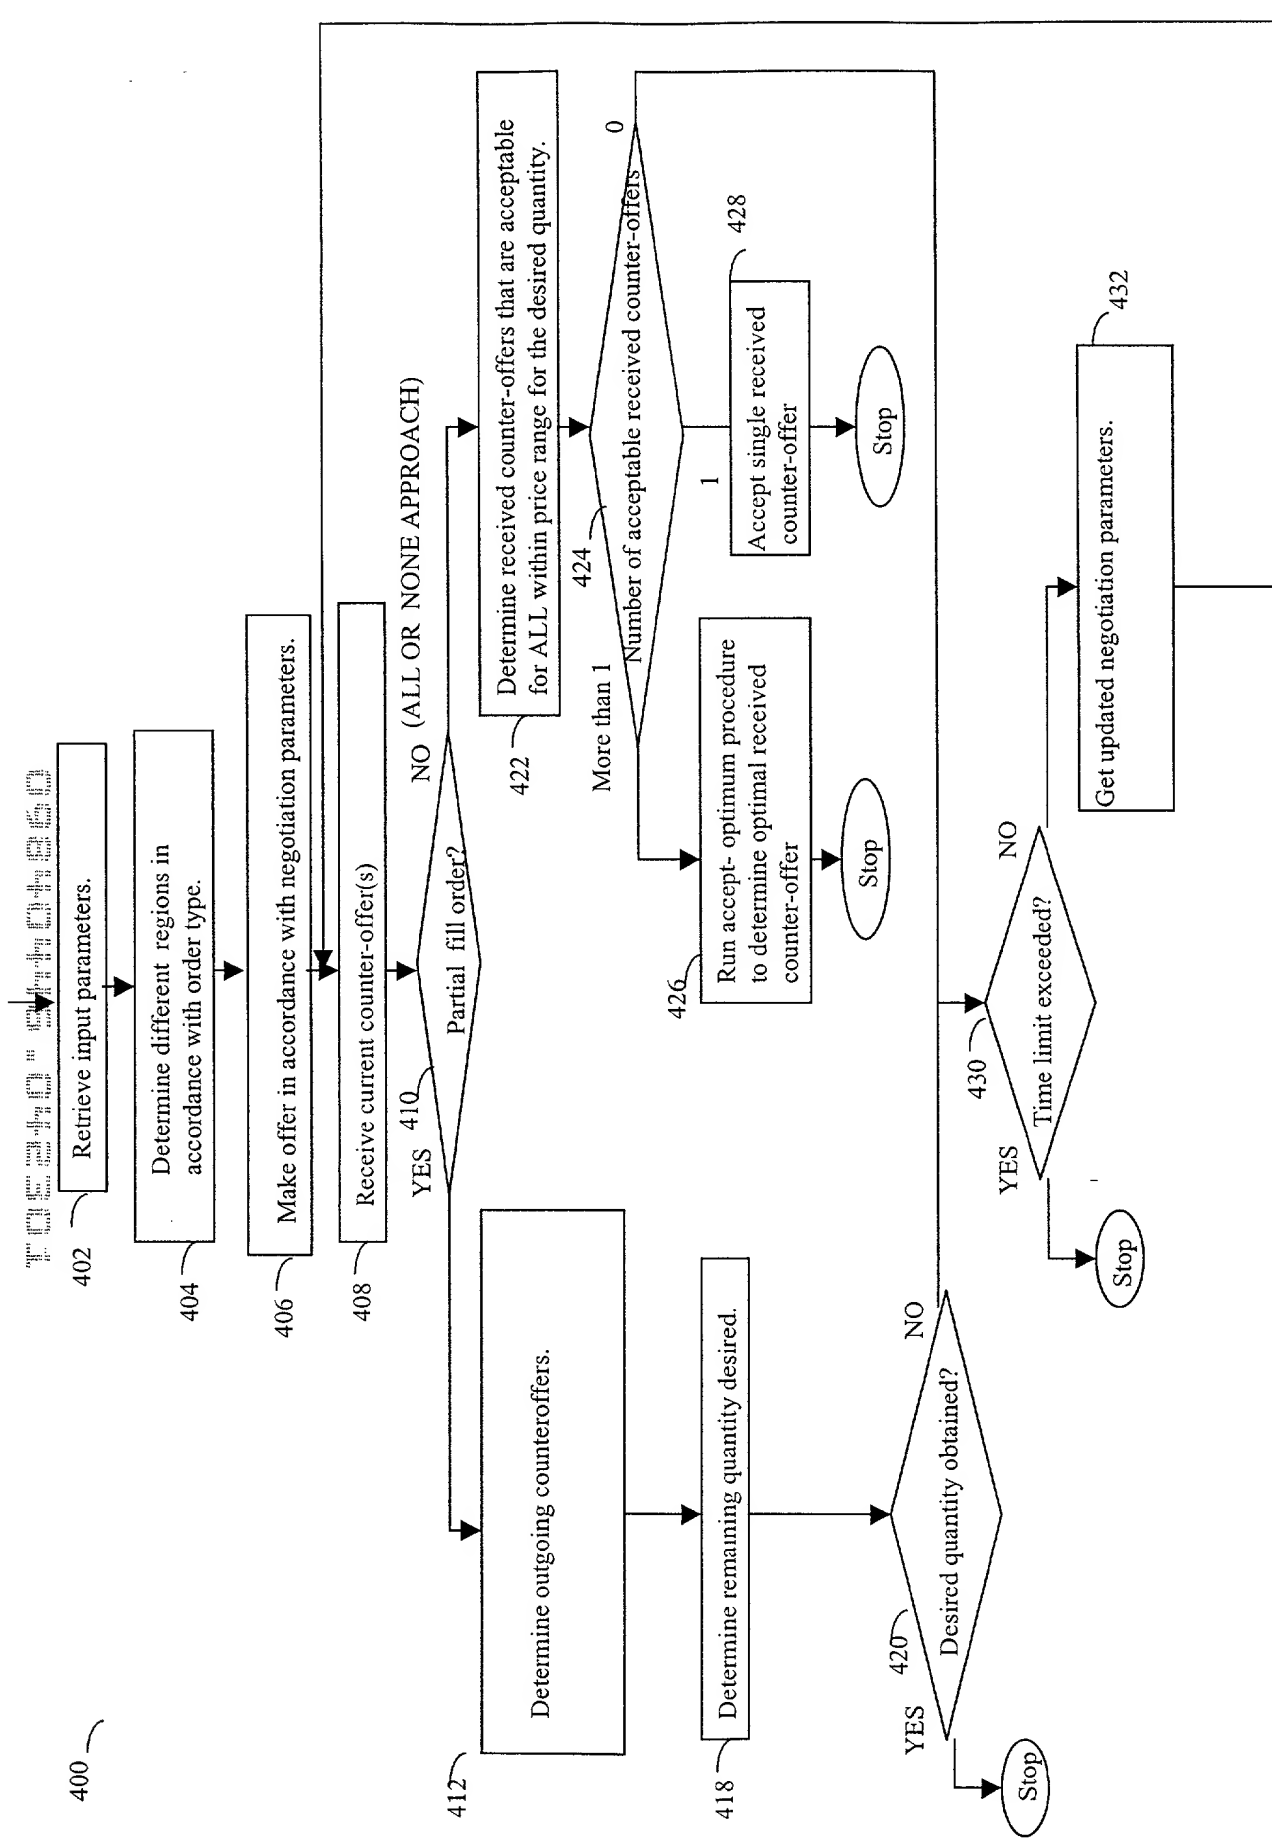 400
402
Retrieve input parameters.
404
Determine different regions in
accordance with order type.
406
Make offer in accordance with negotiation parameters.
408
Receive current counter-offer(s)
410
Partial fill order?
YES
NO (ALL OR NONE APPROACH)
412
Determine outgoing counteroffers.
422
Determine received counter-offers that are acceptable
for ALL within price range for the desired quantity.
424
Number of acceptable received counter-offers
More than 1
1
0
418
Determine remaining quantity desired.
426
Run accept- optimum procedure
to determine optimal received
counter-offer
428
Accept single received
counter-offer
Stop
Stop
420
Desired quantity obtained?
YES
NO
Stop
430
Time limit exceeded?
YES
NO
Stop
432
Get updated negotiation parameters.